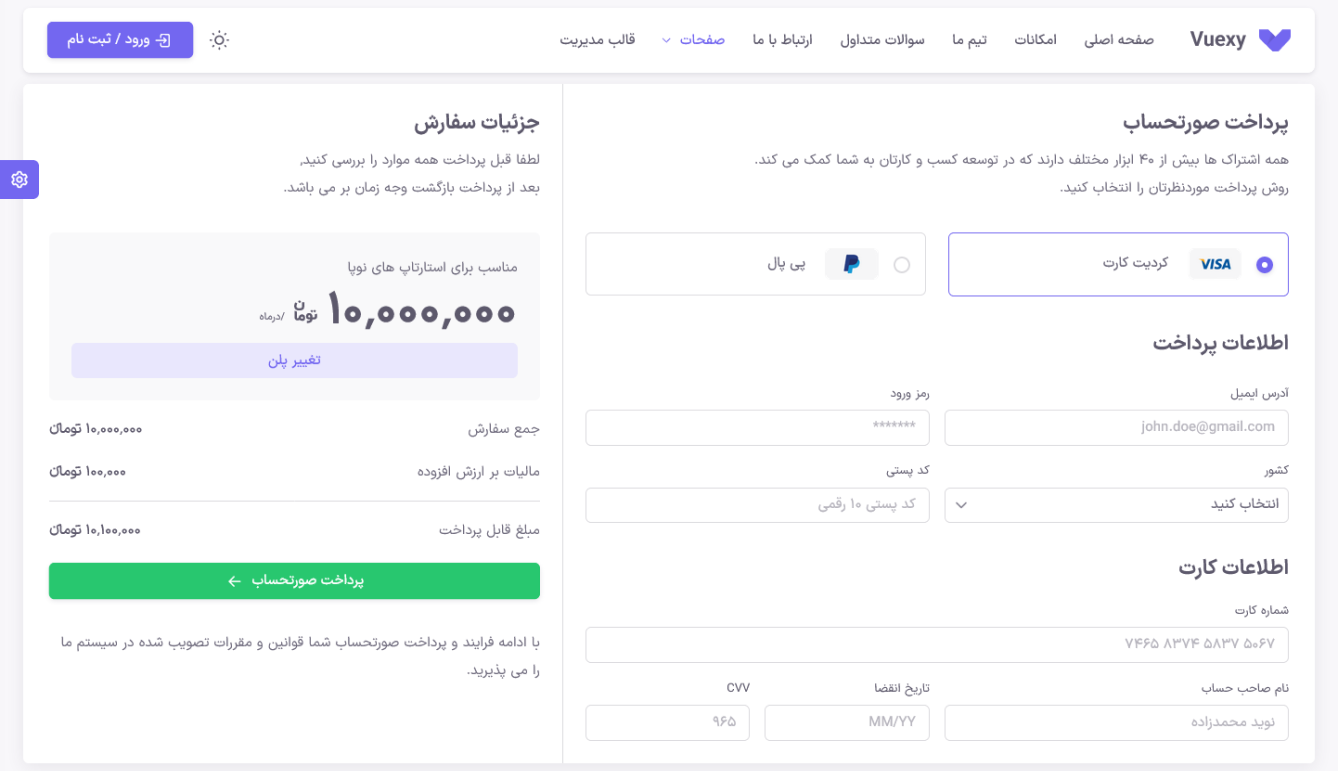 Vuexy
صفحه اصلی
امکانات
تیم ما
سوالات متداول
ارتباط با ما
صفحات
قالب مدیریت
ورود / ثبت نام
پرداخت صورتحساب
همه اشتراک ها بیش از ۴۰ ابزار مختلف دارند که در توسعه کسب و کارتان به شما کمک می کند.
روش پرداخت موردنظرتان را انتخاب کنید.
VISA
کردیت کارت
پی پال
اطلاعات پرداخت
آدرس ایمیل
رمز ورود
john.doe@gmail.com
*******
کشور
کد پستی
انتخاب کنید
کد پستی ۱۰ رقمی
اطلاعات کارت
شماره کارت
۷۴۶۵ ۸۳۷۴ ۵۸۳۷ ۵۰۶۷
نام صاحب حساب
تاریخ انقضا
CVV
نوید محمدزاده
MM/YY
۹۶۵
جزئیات سفارش
لطفا قبل پرداخت همه موارد را بررسی کنید,
بعد از پرداخت بازگشت وجه زمان بر می باشد.
مناسب برای استارتاپ های نوپا
۱۰,۰۰۰,۰۰۰ تومان /درماه
تغییر پلن
جمع سفارش
۱۰,۰۰۰,۰۰۰ تومان
مالیات بر ارزش افزوده
۱۰۰,۰۰۰ تومان
مبلغ قابل پرداخت
۱۰,۱۰۰,۰۰۰ تومان
پرداخت صورتحساب
با ادامه فرایند و پرداخت صورتحساب شما قوانین و مقررات تصویب شده در سیستم ما
را می پذیرید.